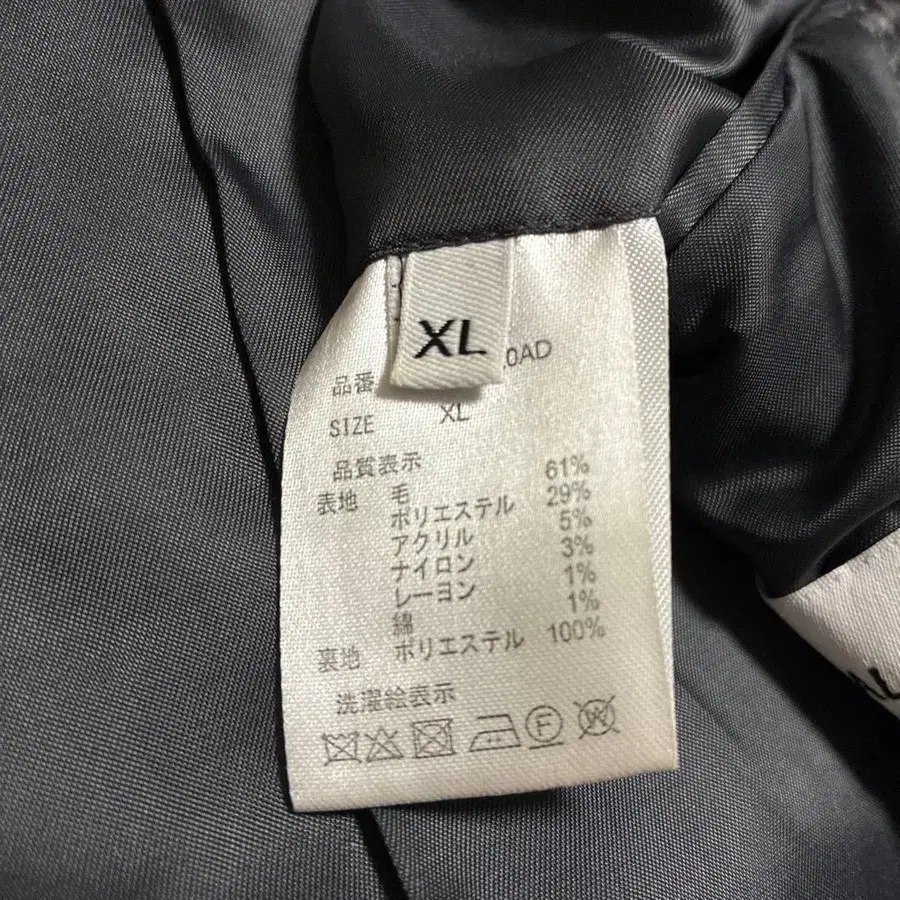 XL
品番 .0AD
SIZE XL
品質表示
表地 毛 61%
ポリエステル 29%
アクリル 5%
ナイロン 3%
レーヨン 1%
綿 1%
裏地 ポリエステル 100%
洗濯絵表示
F W